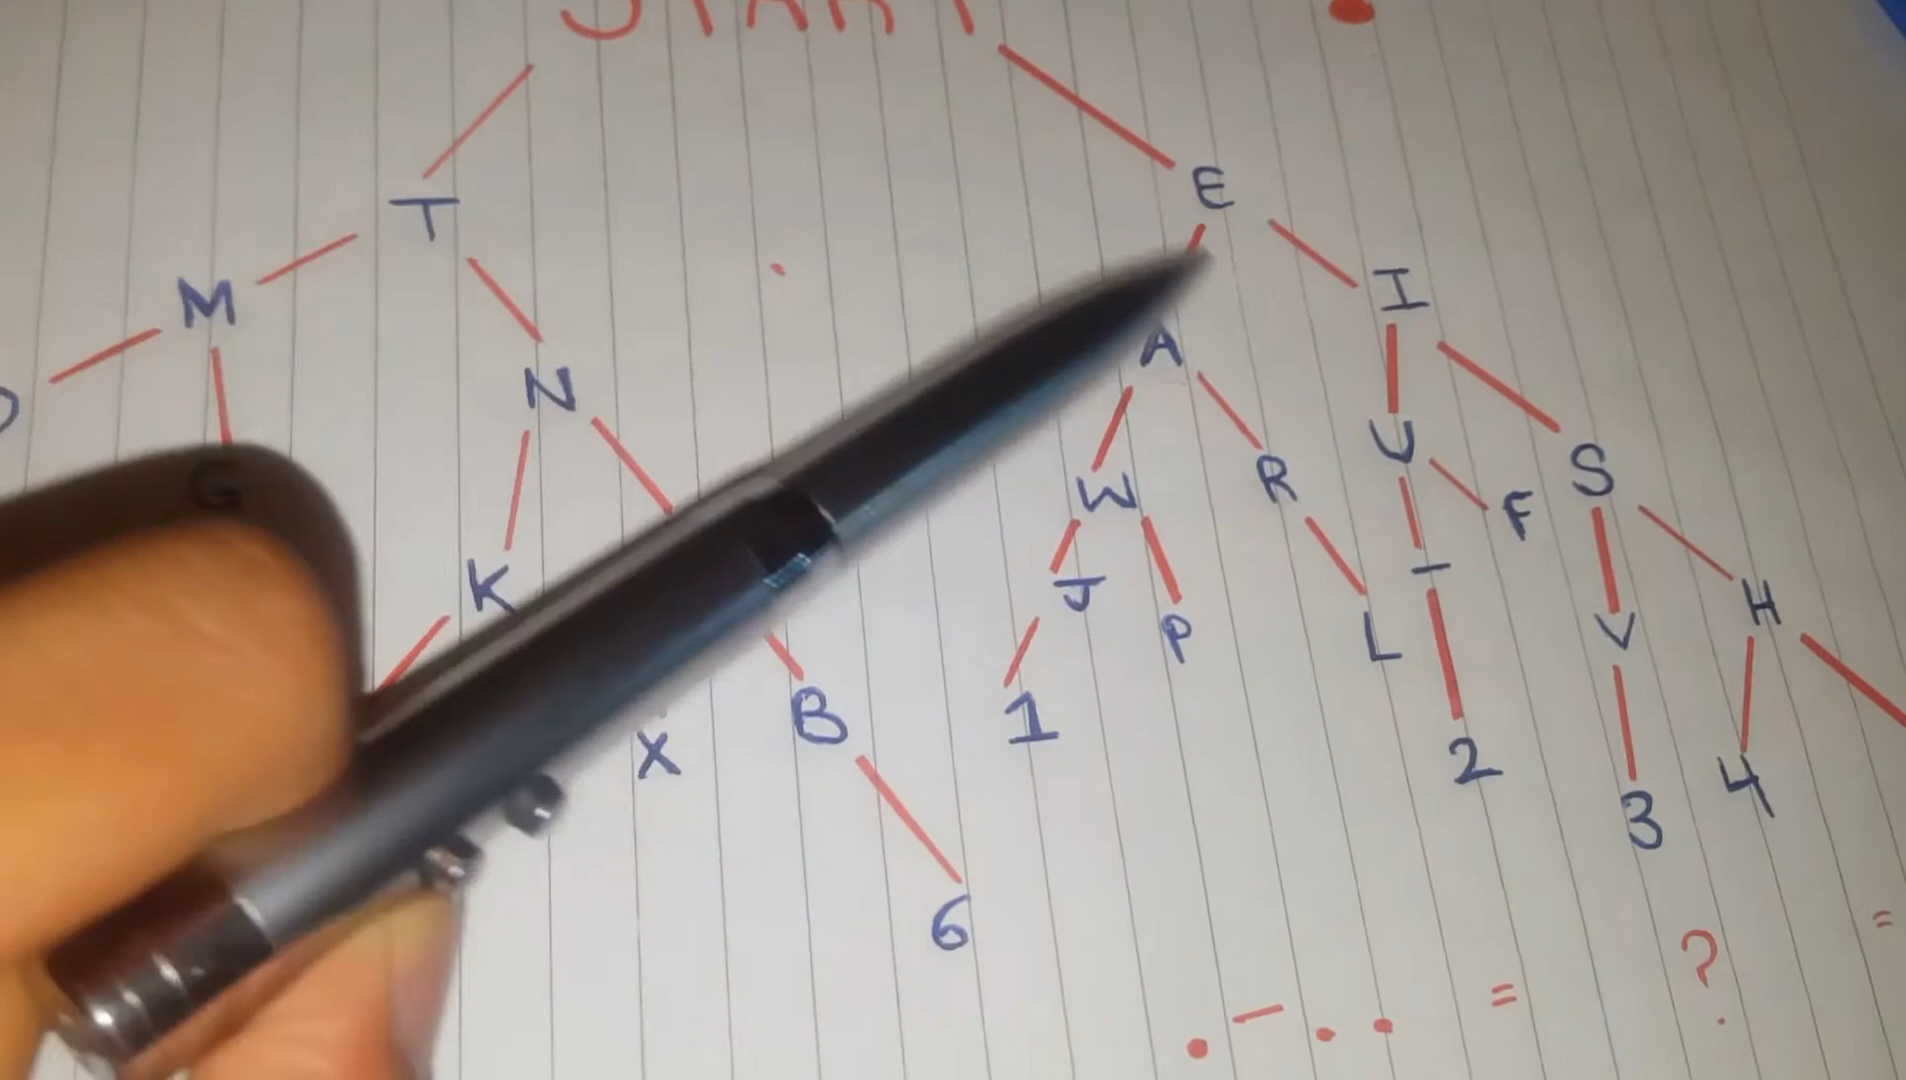 START
E
T
I
M
A
N
U
S
W
R
F
G
K
J
H
P
L
V
B
X
1
2
3
4
6
. - . . = ?
=